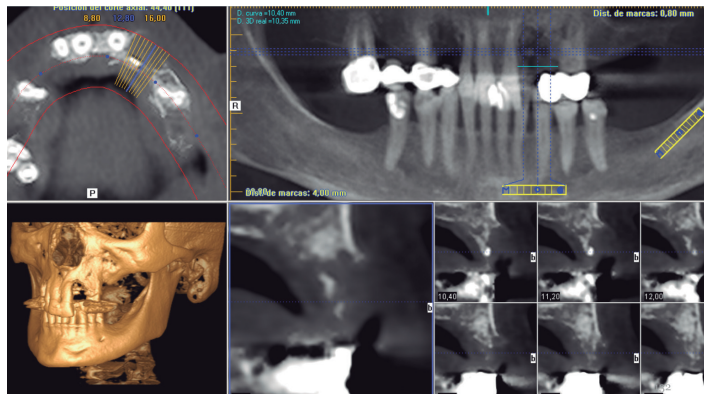 Posición del corte axial: 44,40 (111)
8,80 12,00 16,00
P
D. curva =10,40 mm
D. 3D real =10,35 mm
Dist. de marcas: 0,80 mm
R
Dist. de marcas: 4,00 mm
b
b
10,40
b
11,20
b
12,00
b
b
b